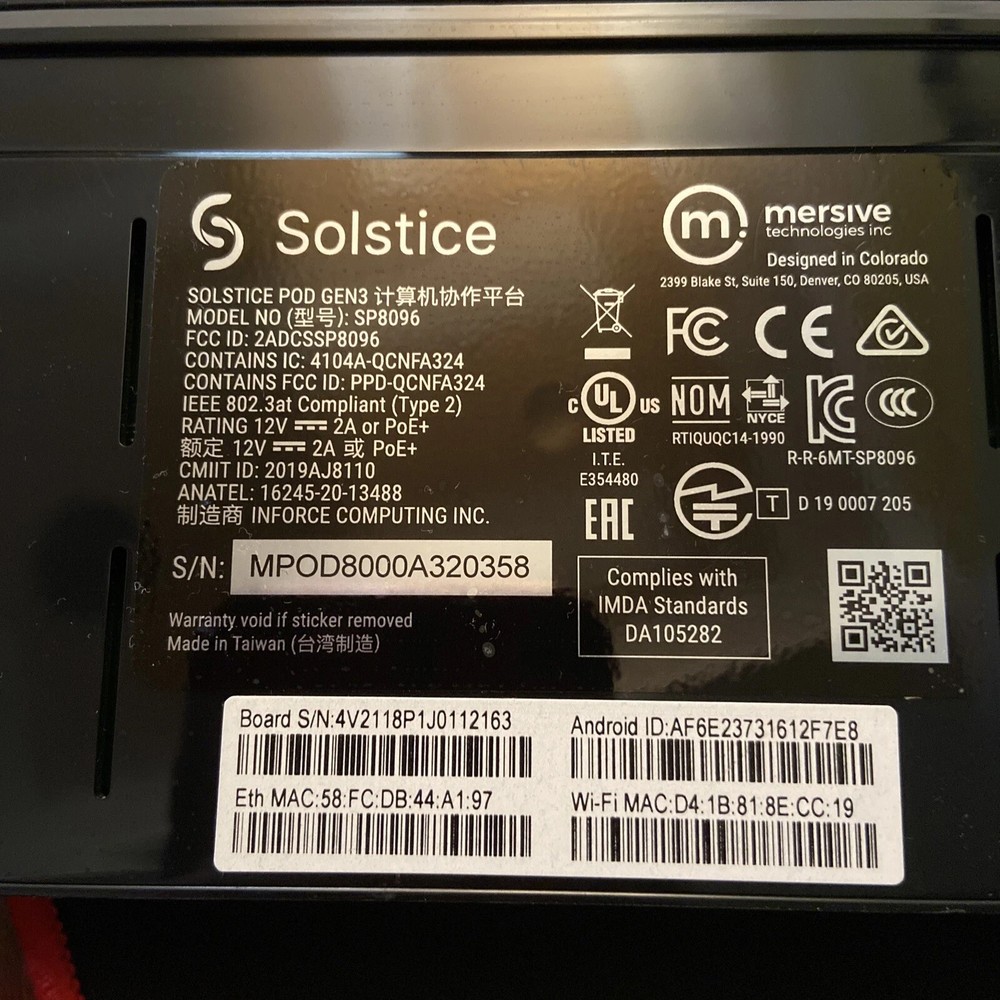 Solstice
SOLSTICE POD GEN3 计算机协作平台
MODEL NO (型号): SP8096
FCC ID: 2ADCSSP8096
CONTAINS IC: 4104A-QCNFA324
CONTAINS FCC ID: PPD-QCNFA324
IEEE 802.3at Compliant (Type 2)
RATING 12V ⎓ 2A or PoE+
额定 12V ⎓ 2A 或 PoE+
CMIIT ID: 2019AJ8110
ANATEL: 16245-20-13488
制造商 INFORCE COMPUTING INC.
S/N: MPOD8000A320358
Warranty void if sticker removed
Made in Taiwan (台湾制造)
m.
mersive
technologies inc
Designed in Colorado
2399 Blake St, Suite 150, Denver, CO 80205, USA
FC CE
C UL US
LISTED
I.T.E.
E354480
NOM
NYCE
RTIQUQC14-1990
KC
CCC
R-R-6MT-SP8096
EAC
T D 19 0007 205
Complies with
IMDA Standards
DA105282
Board S/N:4V2118P1J0112163
Android ID:AF6E23731612F7E8
Eth MAC:58:FC:DB:44:A1:97
Wi-Fi MAC:D4:1B:81:8E:CC:19